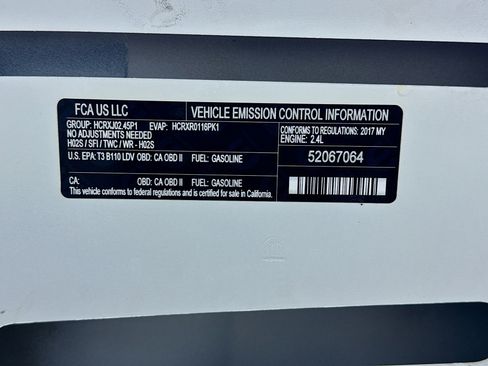 FCA US LLC
VEHICLE EMISSION CONTROL INFORMATION
GROUP: HCRXJ02.45P1 EVAP: HCRXR0116PK1
NO ADJUSTMENTS NEEDED
H02S / SFI / TWC / WR - H02S
CONFORMS TO REGULATIONS: 2017 MY
ENGINE: 2.4L
U.S. EPA: T3 B110 LDV OBD: CA OBD II FUEL: GASOLINE
52067064
CA: OBD: CA OBD II FUEL: GASOLINE
This vehicle conforms to federal regulations and is certified
for sale in California.